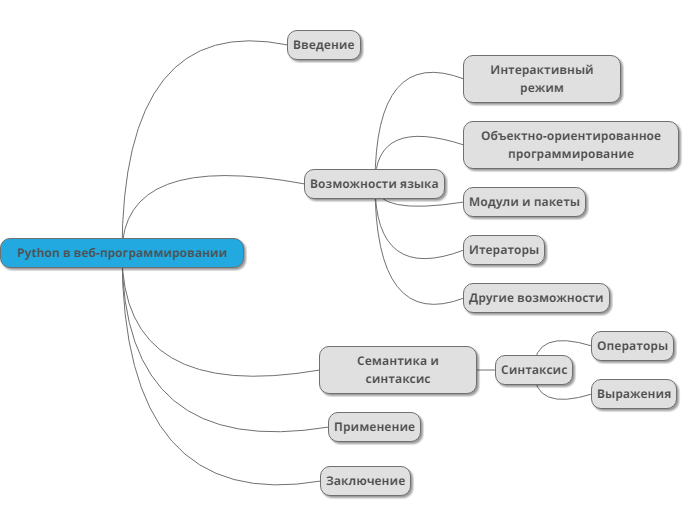 Введение
Интерактивный
режим
Объектно-ориентированное
программирование
Возможности языка
Модули и пакеты
Итераторы
Python в веб-программировании
Другие возможности
Семантика и
синтаксис
Синтаксис
Операторы
Выражения
Применение
Заключение